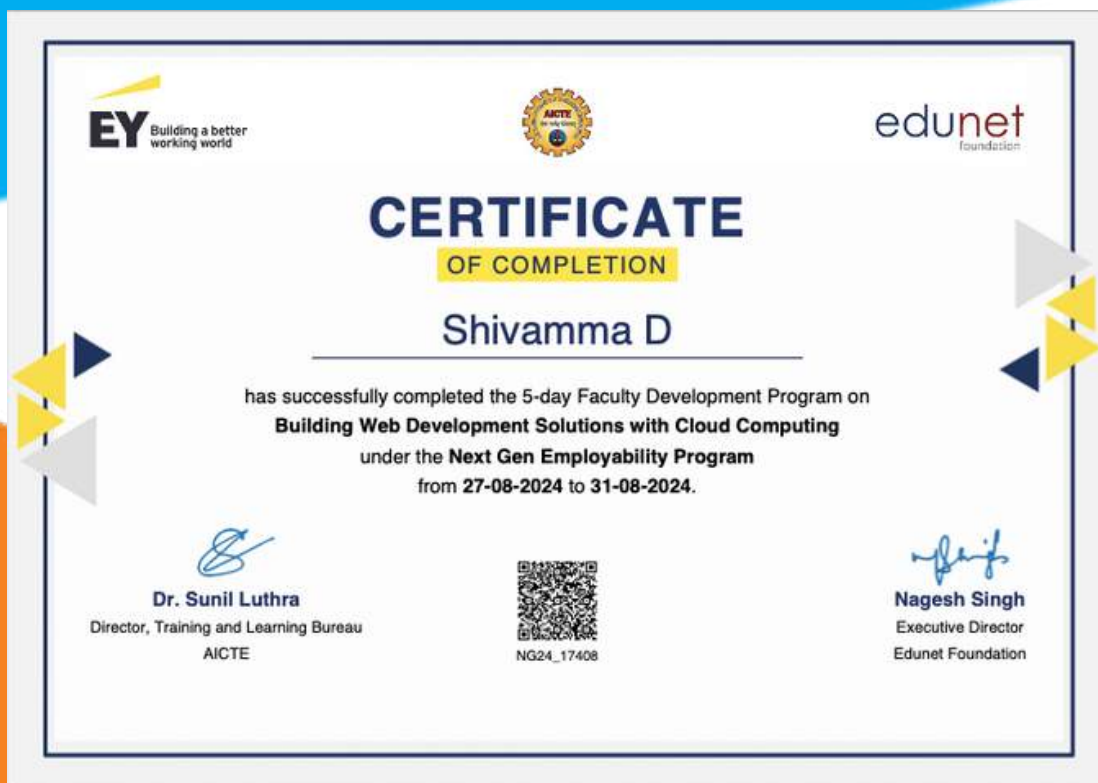 EY Building a better
working world
AICTE
edunet
foundation
CERTIFICATE
OF COMPLETION
Shivamma D
has successfully completed the 5-day Faculty Development Program on
Building Web Development Solutions with Cloud Computing
under the Next Gen Employability Program
from 27-08-2024 to 31-08-2024.
Dr. Sunil Luthra
Director, Training and Learning Bureau
AICTE
NG24_17408
Nagesh Singh
Executive Director
Edunet Foundation